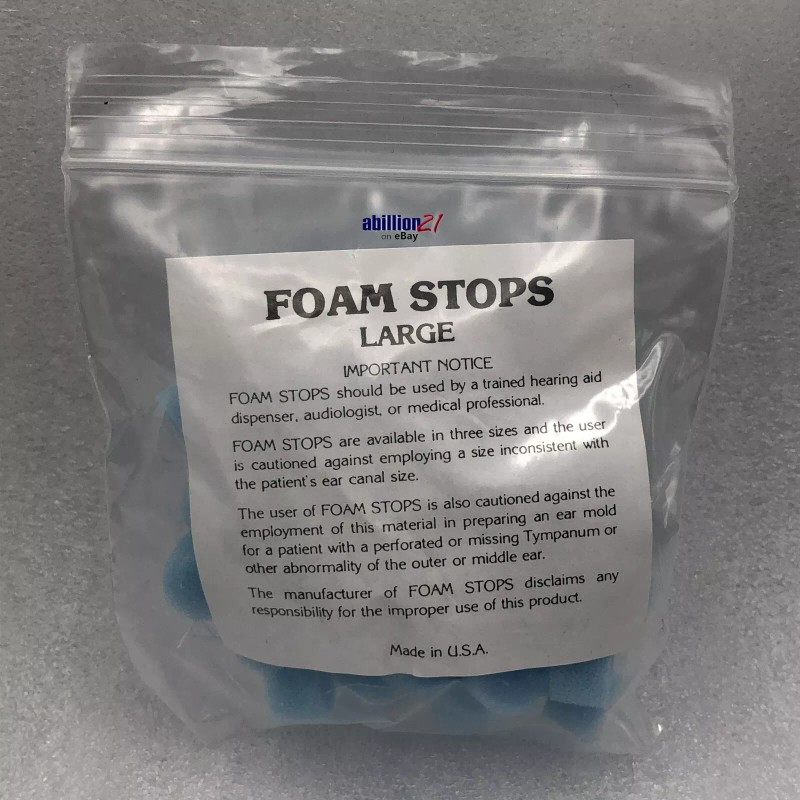 abillion21
on eBay
FOAM STOPS
LARGE
IMPORTANT NOTICE
FOAM STOPS should be used by a trained hearing aid
dispenser, audiologist, or medical professional.
FOAM STOPS are available in three sizes and the user
is cautioned against employing a size inconsistent with
the patient's ear canal size.
The user of FOAM STOPS is also cautioned against the
employment of this material in preparing an ear mold
for a patient with a perforated or missing Tympanum or
other abnormality of the outer or middle ear.
The manufacturer of FOAM STOPS disclaims any
responsibility for the improper use of this product.
Made in U.S.A.